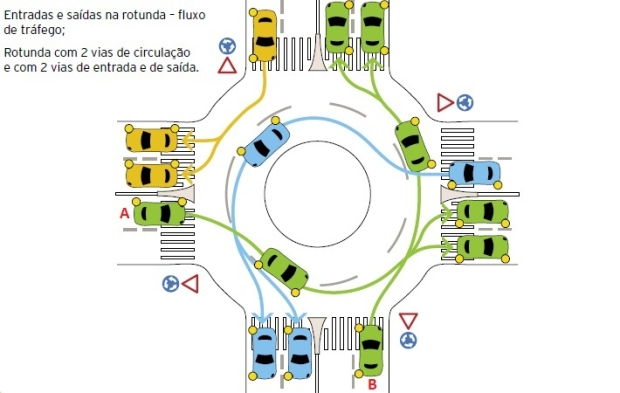 Entradas e saídas na rotunda – fluxo
de tráfego;
Rotunda com 2 vias de circulação
e com 2 vias de entrada e de saída.
A
B